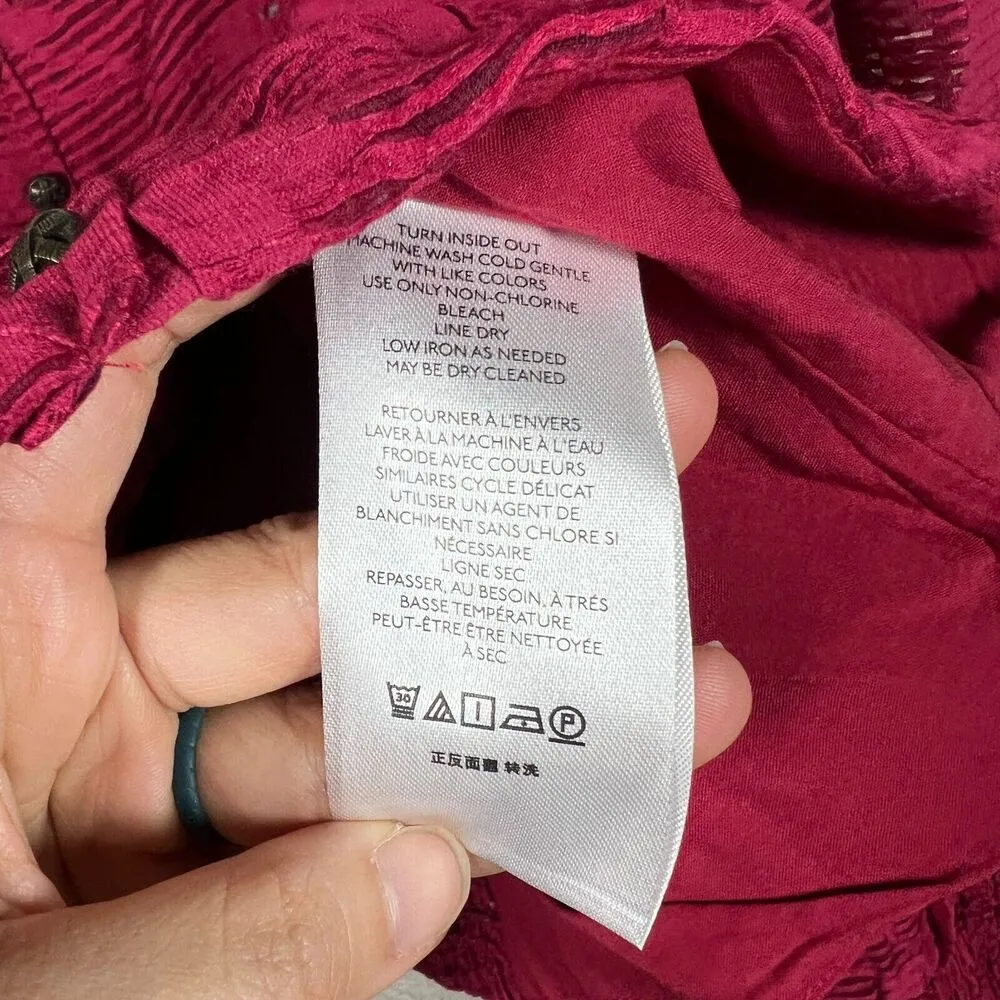 TURN INSIDE OUT
MACHINE WASH COLD GENTLE
WITH LIKE COLORS
USE ONLY NON-CHLORINE
BLEACH
LINE DRY
LOW IRON AS NEEDED
MAY BE DRY CLEANED
RETOURNER À L'ENVERS
LAVER À LA MACHINE À L'EAU
FROIDE AVEC COULEURS
SIMILAIRES CYCLE DÉLICAT
UTILISER UN AGENT DE
BLANCHIMENT SANS CHLORE SI
NÉCESSAIRE
LIGNE SEC
REPASSER, AU BESOIN, À TRÉS
BASSE TEMPÉRATURE
PEUT-ÊTRE ÊTRE NETTOYÉE
À SEC
30 P
正反面翻 转洗